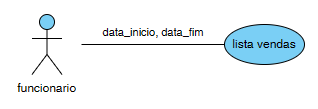 data_inicio, data_fim
lista vendas
funcionario